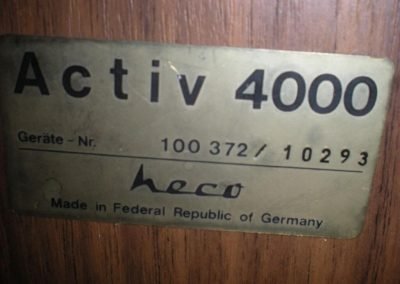 Activ 4000
Geräte-Nr. 100 372/ 10293
heco
Made in Federal Republic of Germany